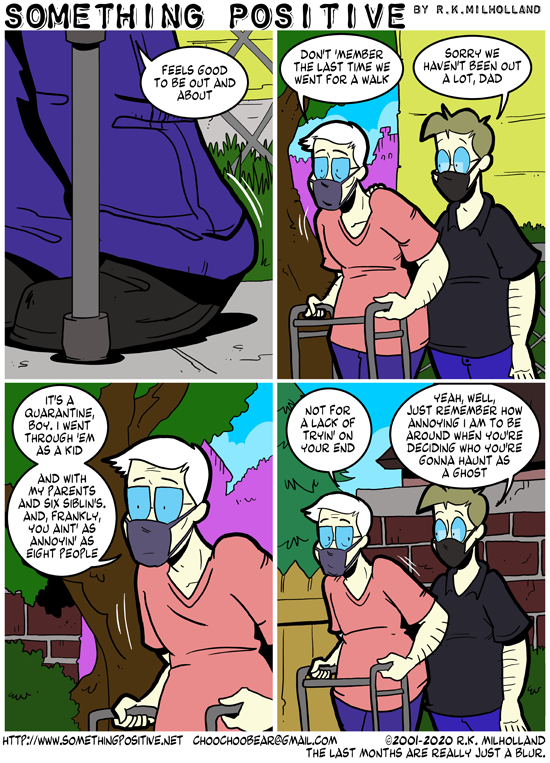 SOMETHING POSITIVE BY R.K.MILHOLLAND
FEELS GOOD
TO BE OUT AND
ABOUT
DON'T 'MEMBER
THE LAST TIME WE
WENT FOR A WALK
SORRY WE
HAVEN'T BEEN OUT
A LOT, DAD
IT'S A
QUARANTINE,
BOY. I WENT
THROUGH 'EM
AS A KID
AND WITH
MY PARENTS
AND SIX SIBLIN'S.
AND, FRANKLY,
YOU AINT' AS
ANNOYIN' AS
EIGHT PEOPLE
NOT FOR
A LACK OF
TRYIN' ON
YOUR END
YEAH, WELL,
JUST REMEMBER HOW
ANNOYING I AM TO BE
AROUND WHEN YOU'RE
DECIDING WHO YOU'RE
GONNA HAUNT AS
A GHOST
HTTP://WWW.SOMETHINGPOSITIVE.NET CHOOCHOOBEAR@GMAIL.COM ©2001-2020 R.K. MILHOLLAND
THE LAST MONTHS ARE REALLY JUST A BLUR.